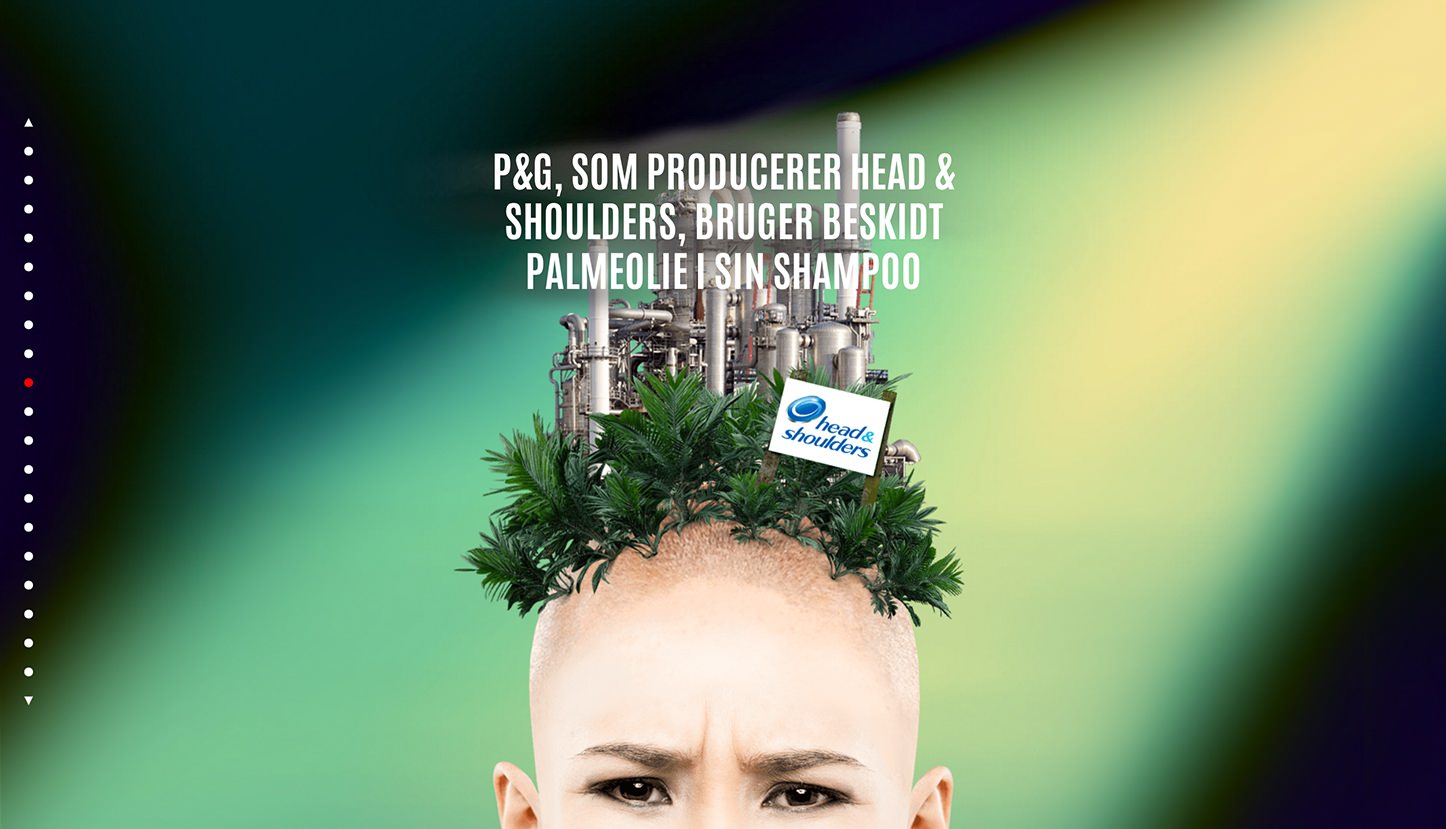 P&G, SOM PRODUCERER HEAD &
SHOULDERS, BRUGER BESKIDT
PALMEOLIE I SIN SHAMPOO
head&
shoulders